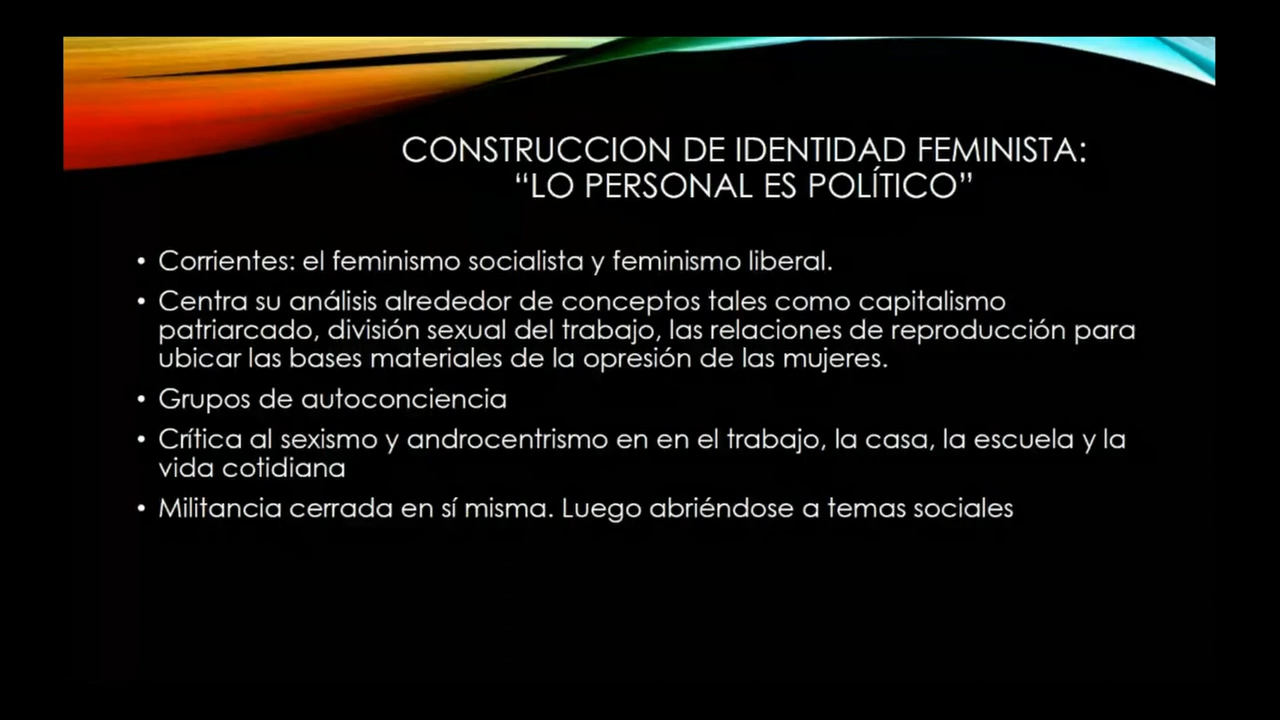 CONSTRUCCION DE IDENTIDAD FEMINISTA:
“LO PERSONAL ES POLÍTICO”
• Corrientes: el feminismo socialista y feminismo liberal.
• Centra su análisis alrededor de conceptos tales como capitalismo
patriarcado, división sexual del trabajo, las relaciones de reproducción para
ubicar las bases materiales de la opresión de las mujeres.
• Grupos de autoconciencia
• Crítica al sexismo y androcentrismo en en el trabajo, la casa, la escuela y la
vida cotidiana
• Militancia cerrada en sí misma. Luego abriéndose a temas sociales